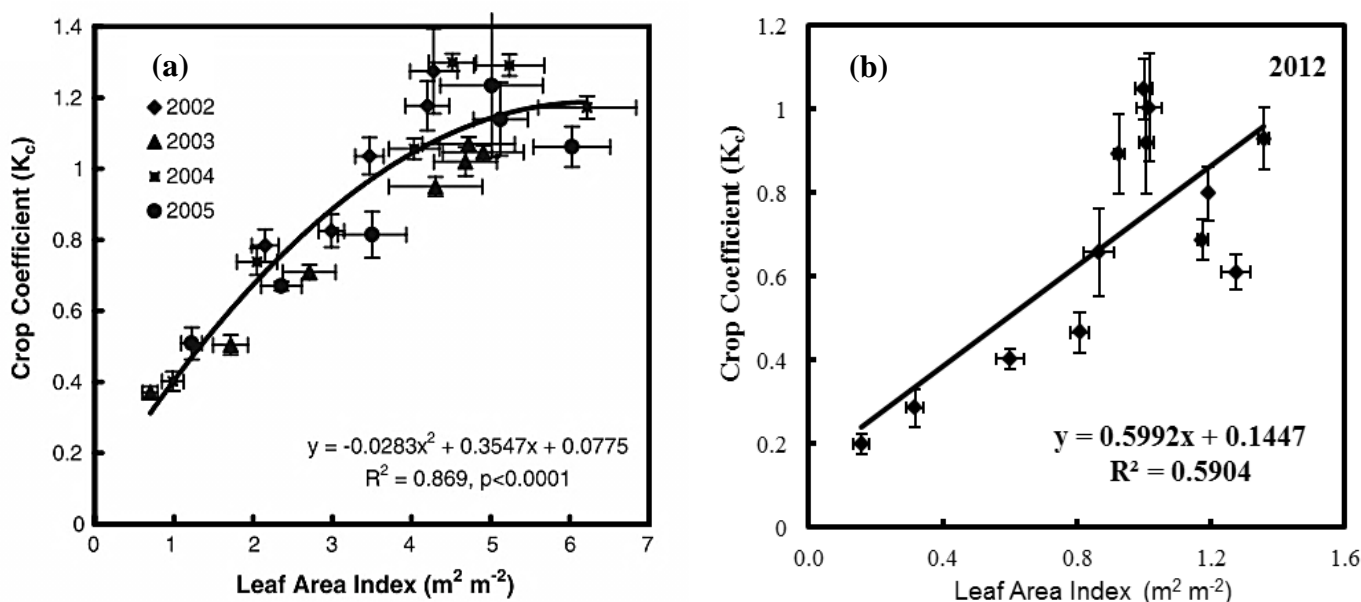 (a)
2002
2003
2004
2005
1.4
1.2
1.0
0.8
0.6
0.4
0.2
0
Crop Coefficient (Kc)
y = -0.0283x² + 0.3547x + 0.0775
R² = 0.869, p<0.0001
0 1 2 3 4 5 6 7
Leaf Area Index (m² m⁻²)
(b)
2012
1.2
1
0.8
0.6
0.4
0.2
0
Crop Coefficient (Kc)
y = 0.5992x + 0.1447
R² = 0.5904
0.0 0.4 0.8 1.2 1.6
Leaf Area Index (m² m⁻²)